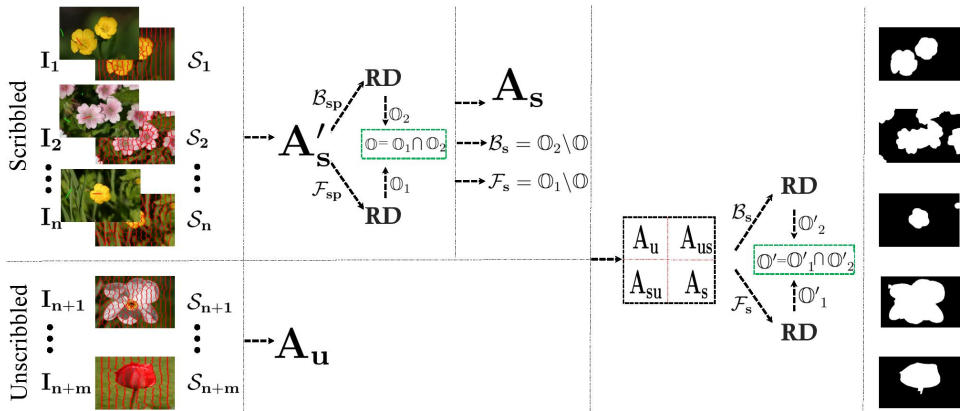 Scribbled
I₁ 𝒮₁
I₂ 𝒮₂
Iₙ 𝒮ₙ
A′ₛ
ℬₛₚ
ℱₛₚ
RD
𝕆₂
𝕆= 𝕆₁∩𝕆₂
𝕆₁
RD
Aₛ
ℬₛ = 𝕆₂\𝕆
ℱₛ = 𝕆₁\𝕆
Unscribbled
Iₙ₊₁ 𝒮ₙ₊₁
Iₙ₊ₘ 𝒮ₙ₊ₘ
Aᵤ
Aᵤ Aᵤₛ
Aₛᵤ Aₛ
ℬₛ
ℱₛ
RD
𝕆′₂
𝕆′=𝕆′₁∩𝕆′₂
𝕆′₁
RD